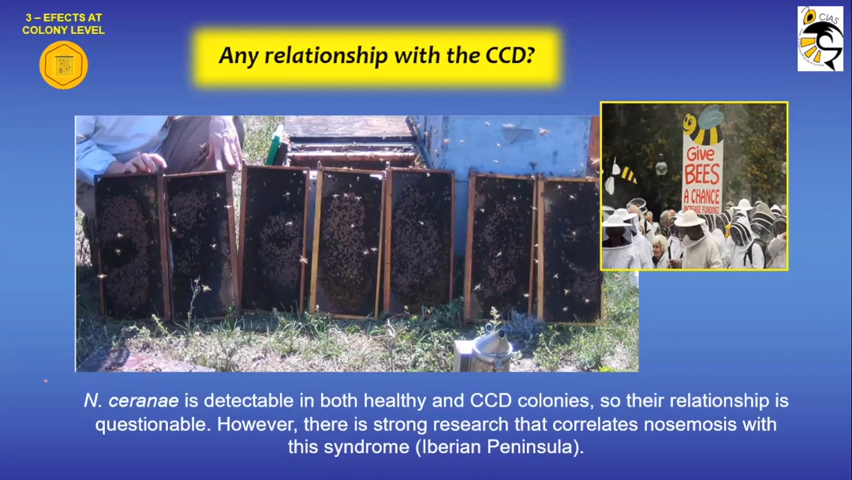 3 – EFECTS AT
COLONY LEVEL
Any relationship with the CCD?
CIAS
Give
BEES
A CHANCE
INCREASE FUNDING
N. ceranae is detectable in both healthy and CCD colonies, so their relationship is
questionable. However, there is strong research that correlates nosemosis with
this syndrome (Iberian Peninsula).